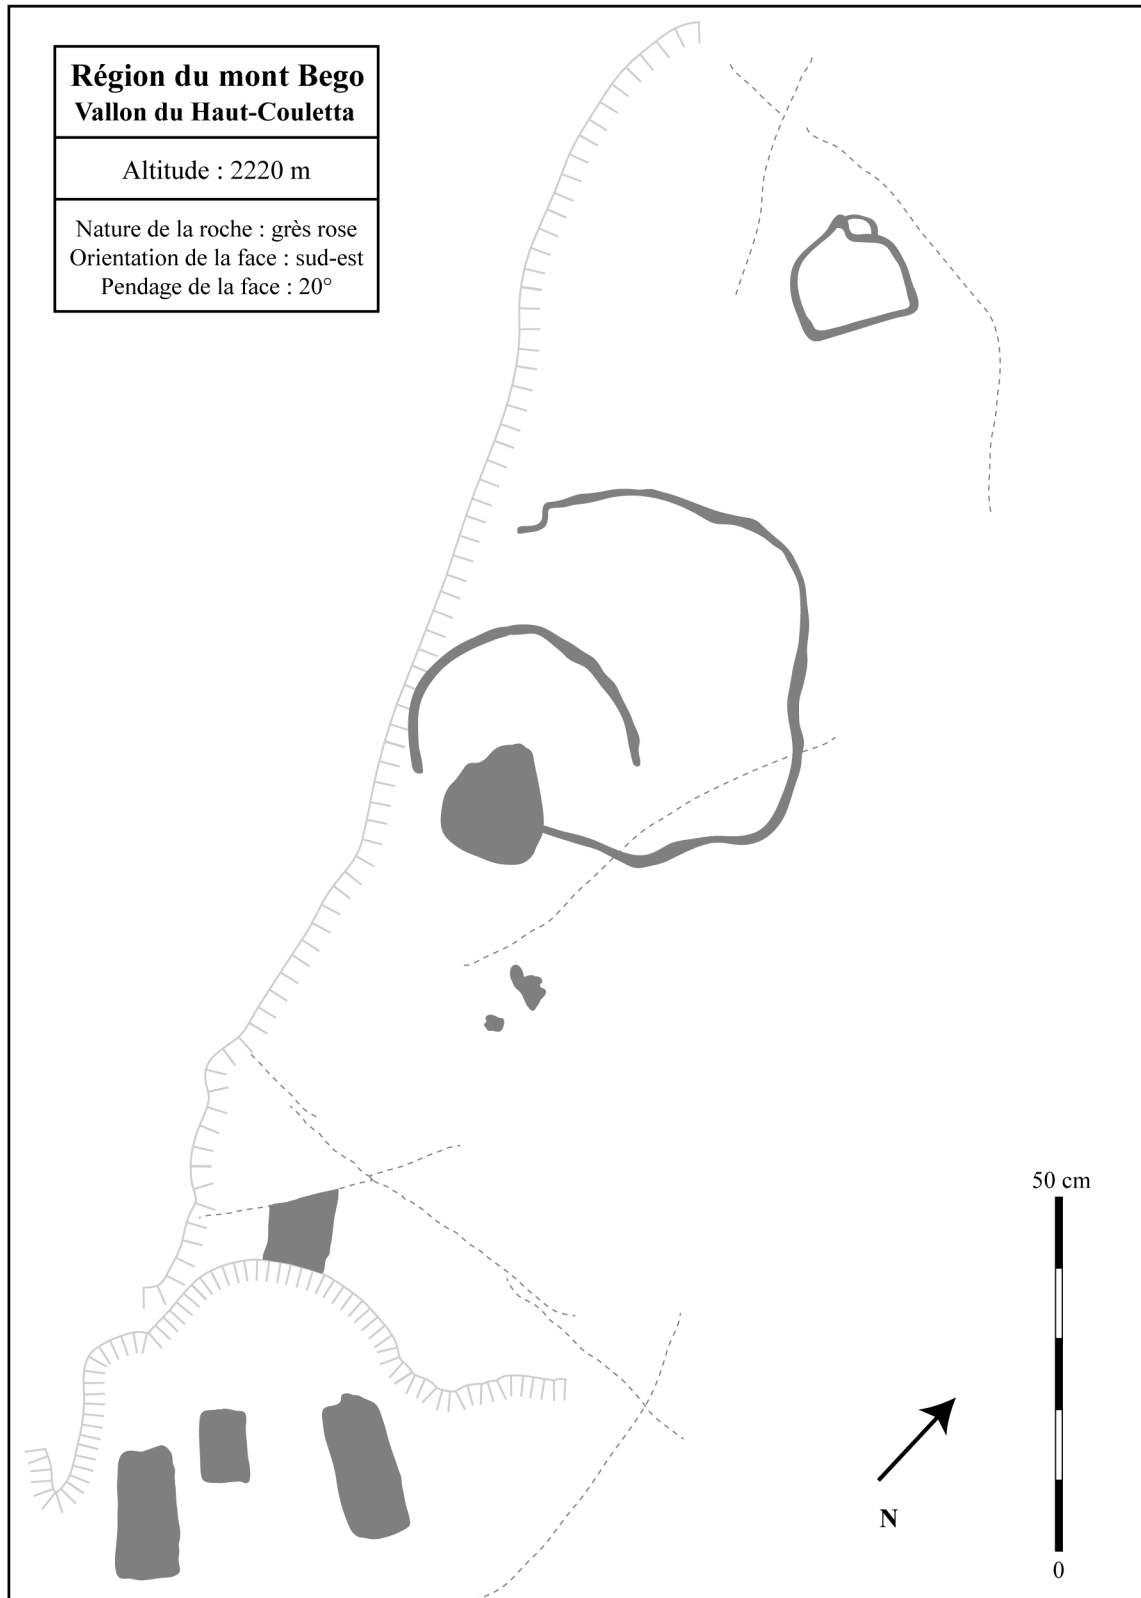 Région du mont Bego
Vallon du Haut-Couletta
Altitude : 2220 m
Nature de la roche : grès rose
Orientation de la face : sud-est
Pendage de la face : 20°
50 cm
N
0